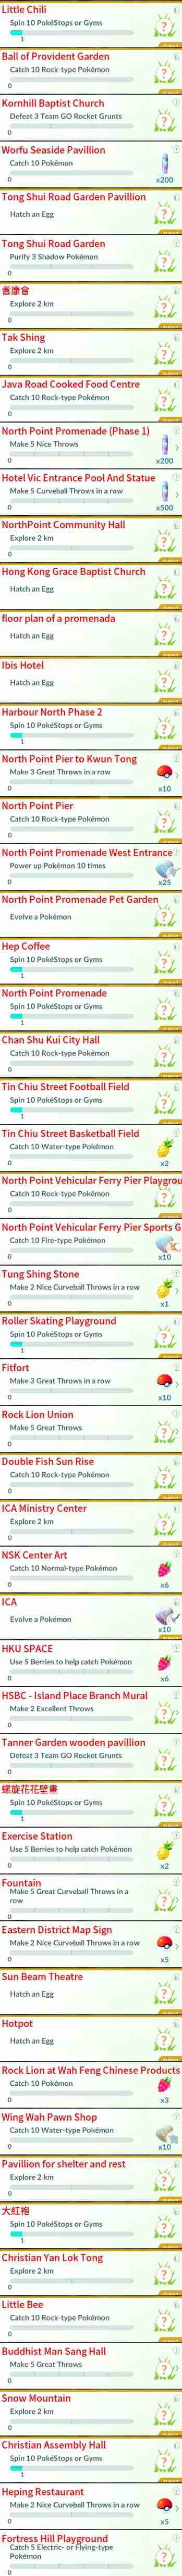 Little Chili
Spin 10 PokéStops or Gyms
1
Ball of Provident Garden
Catch 10 Rock-type Pokémon
0
Kornhill Baptist Church
Defeat 3 Team GO Rocket Grunts
0
Worfu Seaside Pavillion
Catch 10 Pokémon
0
x200
Tong Shui Road Garden Pavillion
Hatch an Egg
Tong Shui Road Garden
Purify 3 Shadow Pokémon
0
耆康會
Explore 2 km
0
Tak Shing
Explore 2 km
0
Java Road Cooked Food Centre
Catch 10 Rock-type Pokémon
0
North Point Promenade (Phase 1)
Make 5 Nice Throws
0
x200
Hotel Vic Entrance Pool And Statue
Make 5 Curveball Throws in a row
0
x500
NorthPoint Community Hall
Explore 2 km
0
Hong Kong Grace Baptist Church
Hatch an Egg
floor plan of a promenada
Hatch an Egg
Ibis Hotel
Hatch an Egg
Harbour North Phase 2
Spin 10 PokéStops or Gyms
1
North Point Pier to Kwun Tong
Make 3 Great Throws in a row
0
x10
North Point Pier
Catch 10 Rock-type Pokémon
0
North Point Promenade West Entrance
Power up Pokémon 10 times
0
x25
North Point Promenade Pet Garden
Evolve a Pokémon
Hep Coffee
Spin 10 PokéStops or Gyms
1
North Point Promenade
Spin 10 PokéStops or Gyms
1
Chan Shu Kui City Hall
Catch 10 Rock-type Pokémon
0
Tin Chiu Street Football Field
Spin 10 PokéStops or Gyms
1
Tin Chiu Street Basketball Field
Catch 10 Water-type Pokémon
0
x2
North Point Vehicular Ferry Pier Playgrou
Catch 10 Rock-type Pokémon
0
North Point Vehicular Ferry Pier Sports G
Catch 10 Fire-type Pokémon
0
x10
Tung Shing Stone
Make 2 Nice Curveball Throws in a row
0
x1
Roller Skating Playground
Spin 10 PokéStops or Gyms
1
Fitfort
Make 3 Great Throws in a row
0
x10
Rock Lion Union
Make 5 Great Throws
0
Double Fish Sun Rise
Catch 10 Rock-type Pokémon
0
ICA Ministry Center
Explore 2 km
0
NSK Center Art
Catch 10 Normal-type Pokémon
0
x6
ICA
Evolve a Pokémon
x10
HKU SPACE
Use 5 Berries to help catch Pokémon
0
x6
HSBC - Island Place Branch Mural
Make 2 Excellent Throws
0
Tanner Garden wooden pavillion
Defeat 3 Team GO Rocket Grunts
0
螺旋花花壁畫
Spin 10 PokéStops or Gyms
1
Exercise Station
Use 5 Berries to help catch Pokémon
0
x2
Fountain
Make 5 Great Curveball Throws in a
row
0
Eastern District Map Sign
Make 2 Nice Curveball Throws in a row
0
x5
Sun Beam Theatre
Hatch an Egg
Hotpot
Hatch an Egg
Rock Lion at Wah Feng Chinese Products
Catch 10 Pokémon
0
x3
Wing Wah Pawn Shop
Catch 10 Water-type Pokémon
0
x10
Pavillion for shelter and rest
Explore 2 km
0
大紅袍
Spin 10 PokéStops or Gyms
1
Christian Yan Lok Tong
Explore 2 km
0
Little Bee
Catch 10 Rock-type Pokémon
0
Buddhist Man Sang Hall
Make 5 Great Throws
0
Snow Mountain
Explore 2 km
0
Christian Assembly Hall
Spin 10 PokéStops or Gyms
1
Heping Restaurant
Make 2 Nice Curveball Throws in a row
0
x5
Fortress Hill Playground
Catch 5 Electric- or Flying-type
Pokémon
0